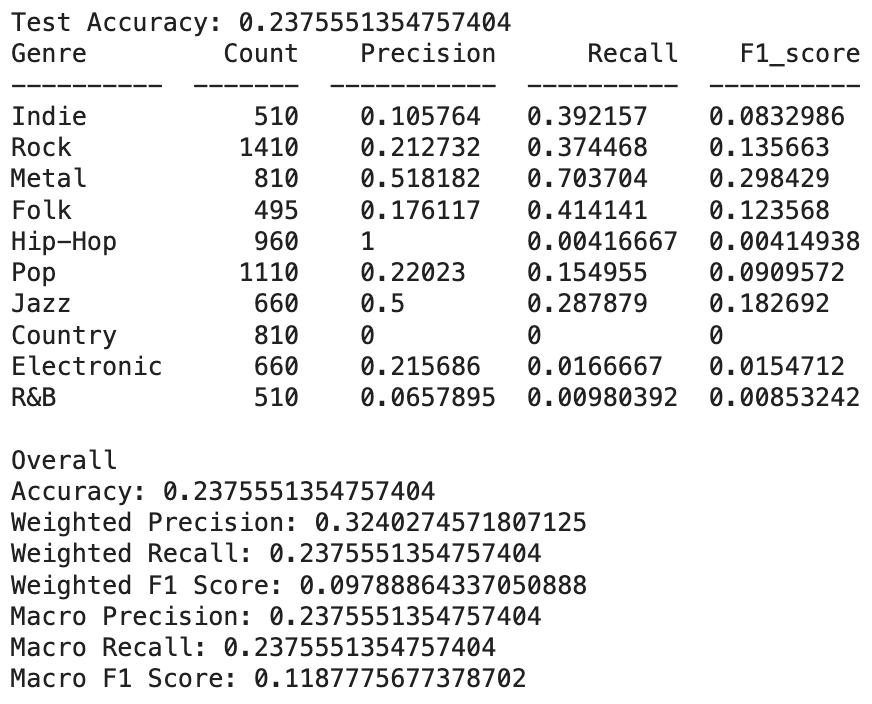 Test Accuracy: 0.2375551354757404
Genre Count Precision Recall F1_score
---------- ------- ----------- ---------- ----------
Indie 510 0.105764 0.392157 0.0832986
Rock 1410 0.212732 0.374468 0.135663
Metal 810 0.518182 0.703704 0.298429
Folk 495 0.176117 0.414141 0.123568
Hip-Hop 960 1 0.00416667 0.00414938
Pop 1110 0.22023 0.154955 0.0909572
Jazz 660 0.5 0.287879 0.182692
Country 810 0 0 0
Electronic 660 0.215686 0.0166667 0.0154712
R&B 510 0.0657895 0.00980392 0.00853242
Overall
Accuracy: 0.2375551354757404
Weighted Precision: 0.3240274571807125
Weighted Recall: 0.2375551354757404
Weighted F1 Score: 0.09788864337050888
Macro Precision: 0.2375551354757404
Macro Recall: 0.2375551354757404
Macro F1 Score: 0.1187775677378702